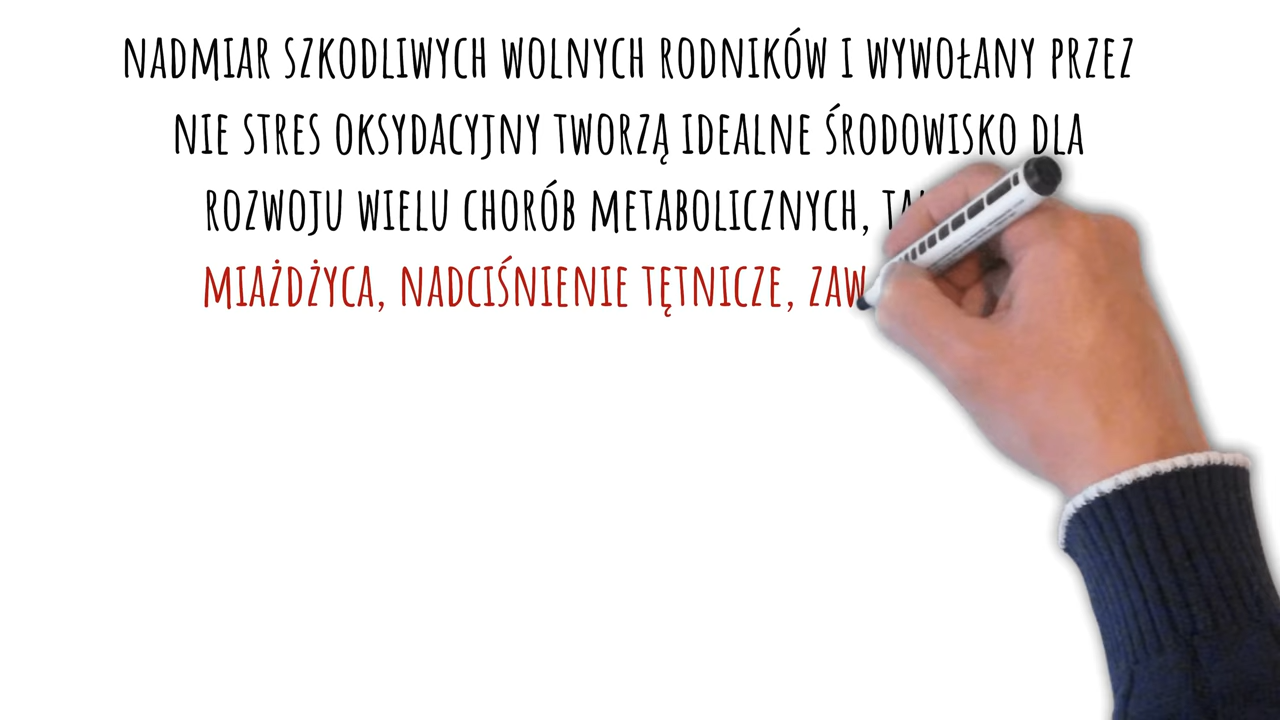 NADMIAR SZKODLIWYCH WOLNYCH RODNIKÓW I WYWOŁANY PRZEZ
NIE STRES OKSYDACYJNY TWORZĄ IDEALNE ŚRODOWISKO DLA
ROZWOJU WIELU CHORÓB METABOLICZNYCH,
MIAŻDŻYCA, NADCIŚNIENIE TĘTNICZE,